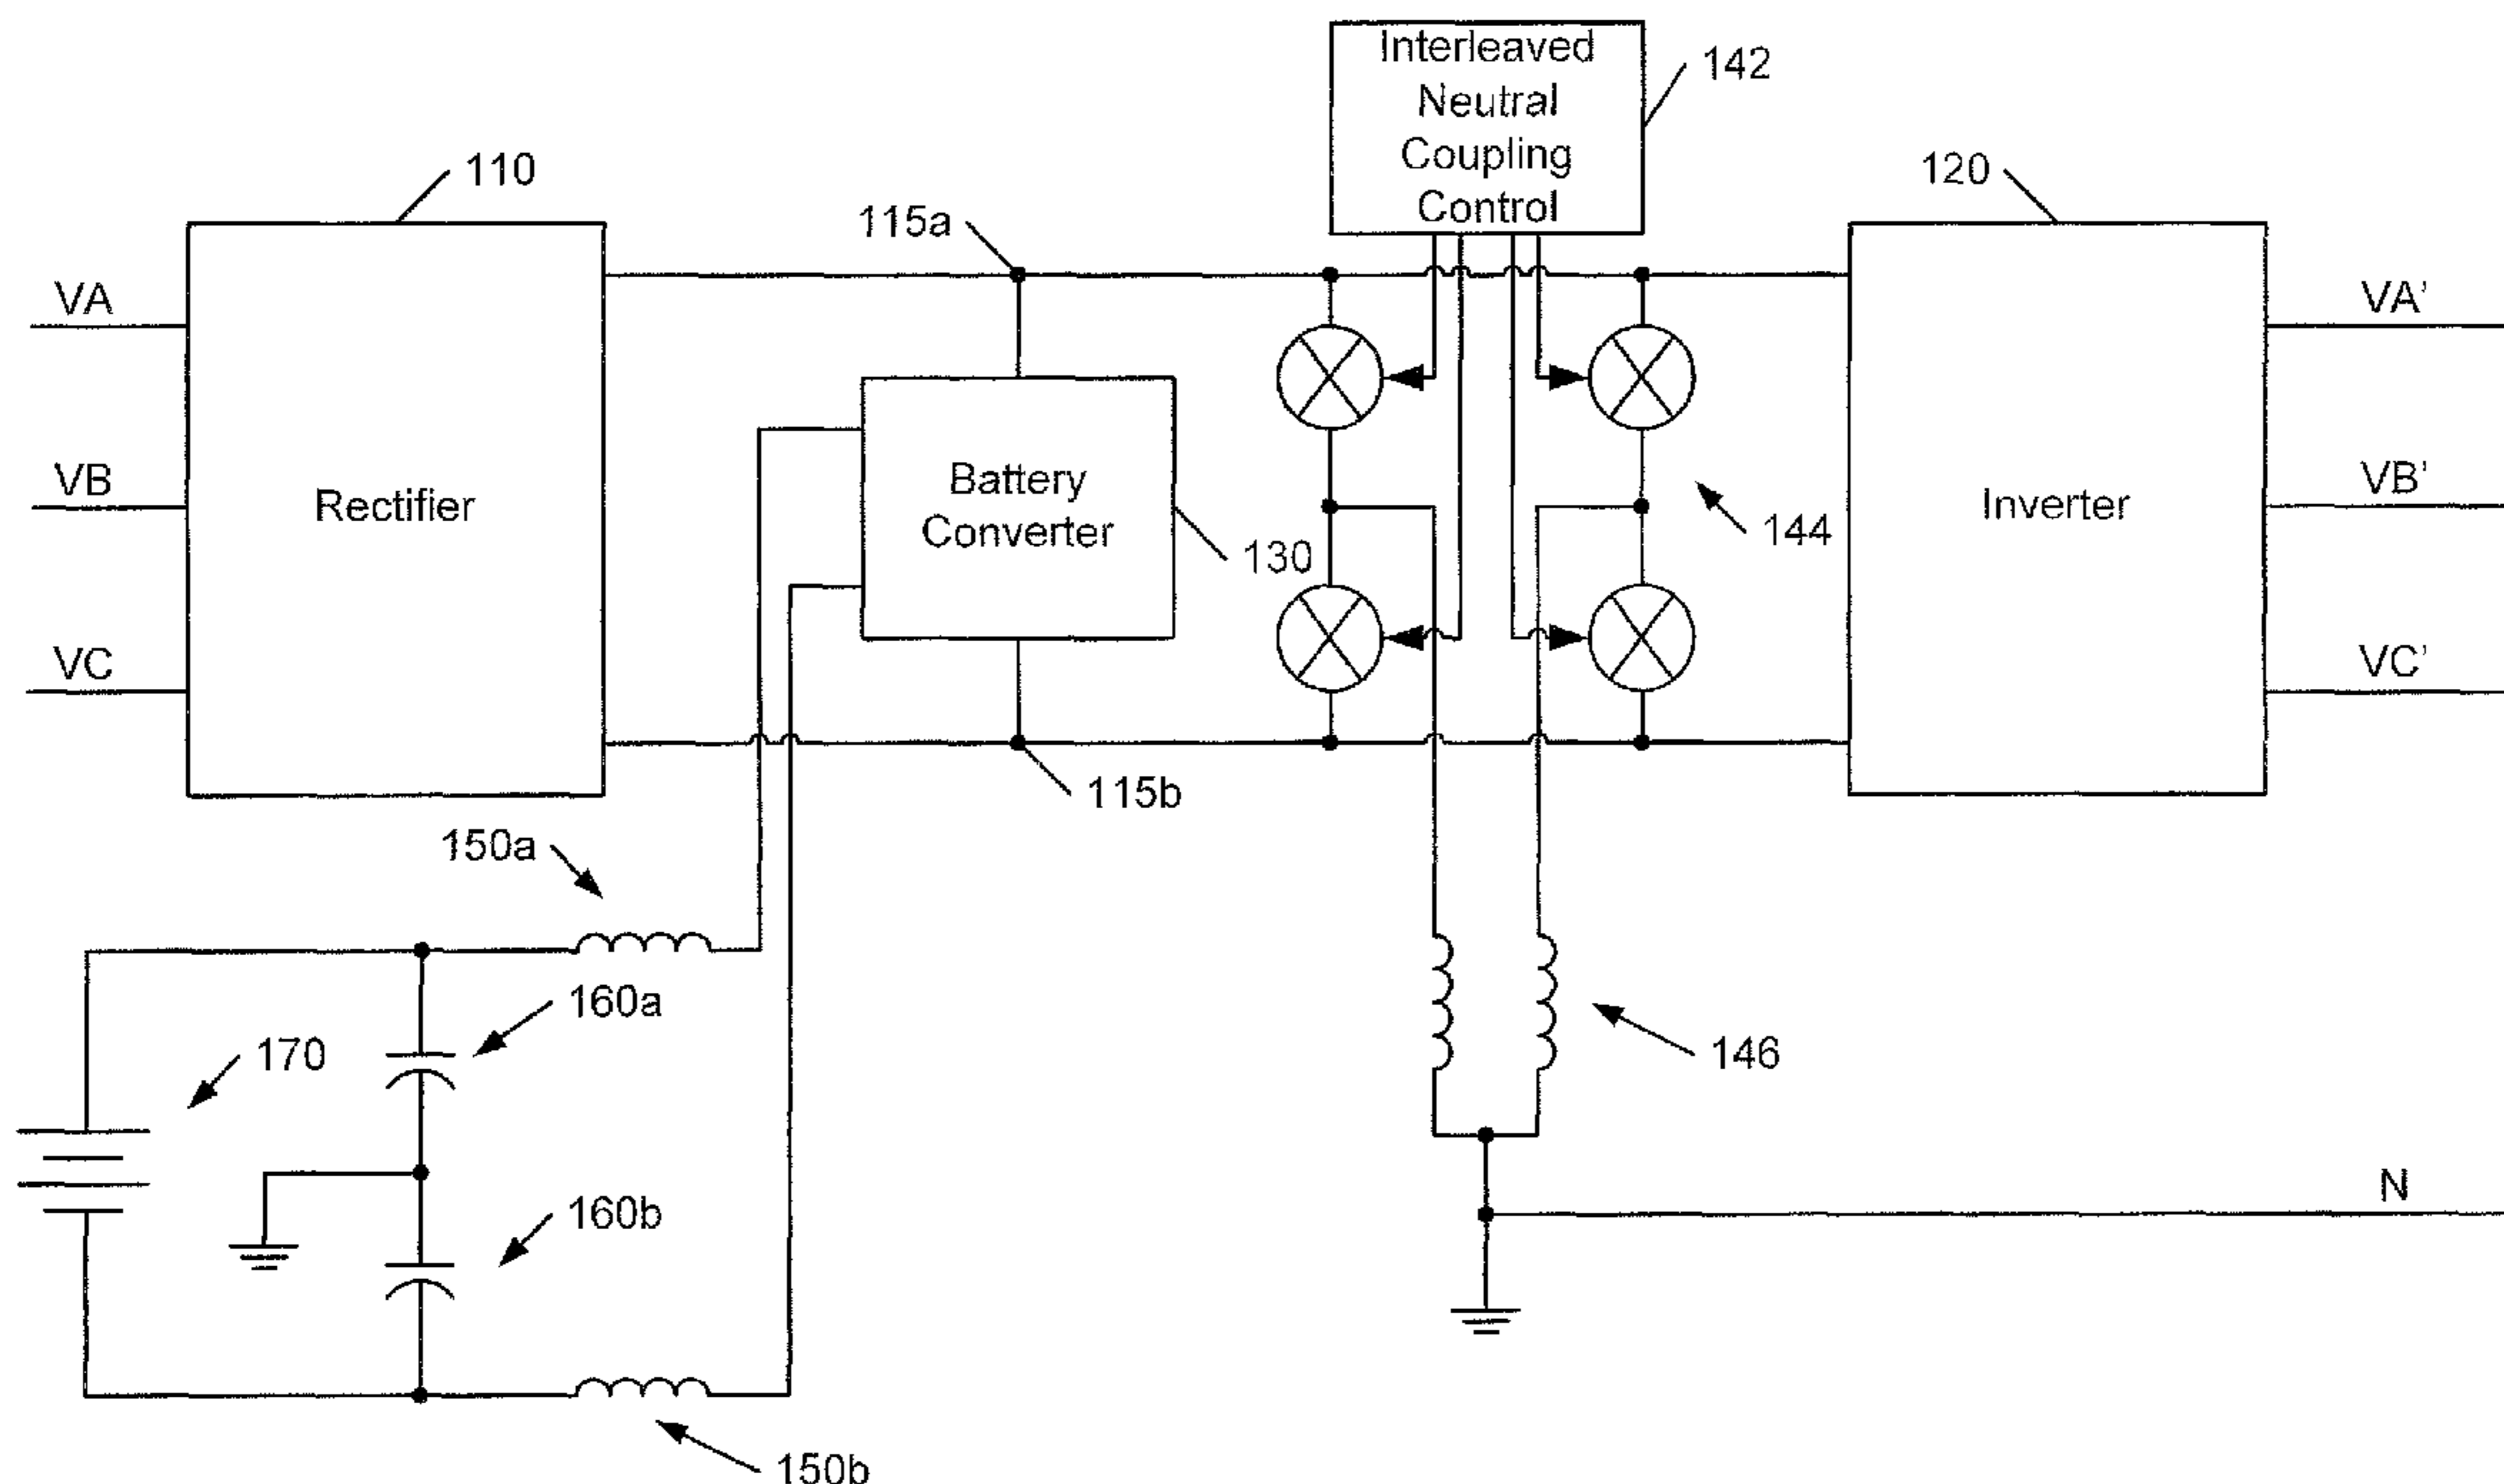 Interleaved
Neutral
Coupling
Control
142
110
120
115a
VA
VA'
Battery
Converter
VB
VB'
Rectifier
Inverter
144
130
VC
VC'
115b
150a
160a
170
146
N
160b
150b